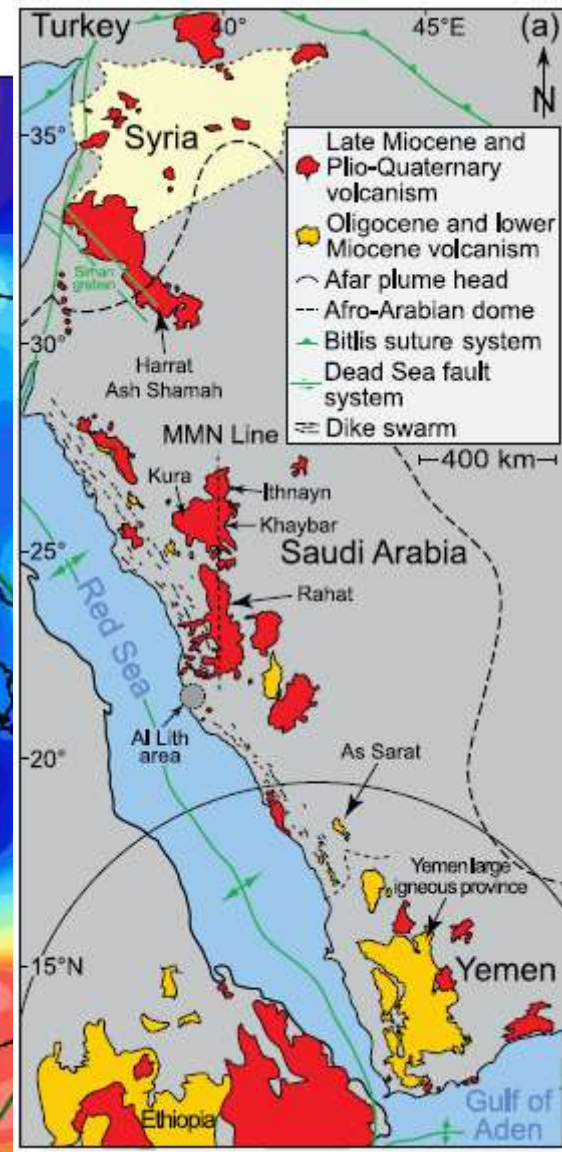 Turkey
40°
45°E
(a)
N
35°
Syria
Late Miocene and
Plio-Quaternary
volcanism
Oligocene and lower
Miocene volcanism
Afar plume head
Afro-Arabian dome
Bitlis suture system
Dead Sea fault
system
Dike swarm
Sirhan
graben
30°
Harrat
Ash Shamah
MMN Line
400 km
Kura
Ithnayn
Khaybar
25°
Saudi Arabia
Rahat
Red Sea
Al Lith
area
20°
As Sarat
Yemen large
igneous province
15°N
Yemen
Ethiopia
Gulf of
Aden